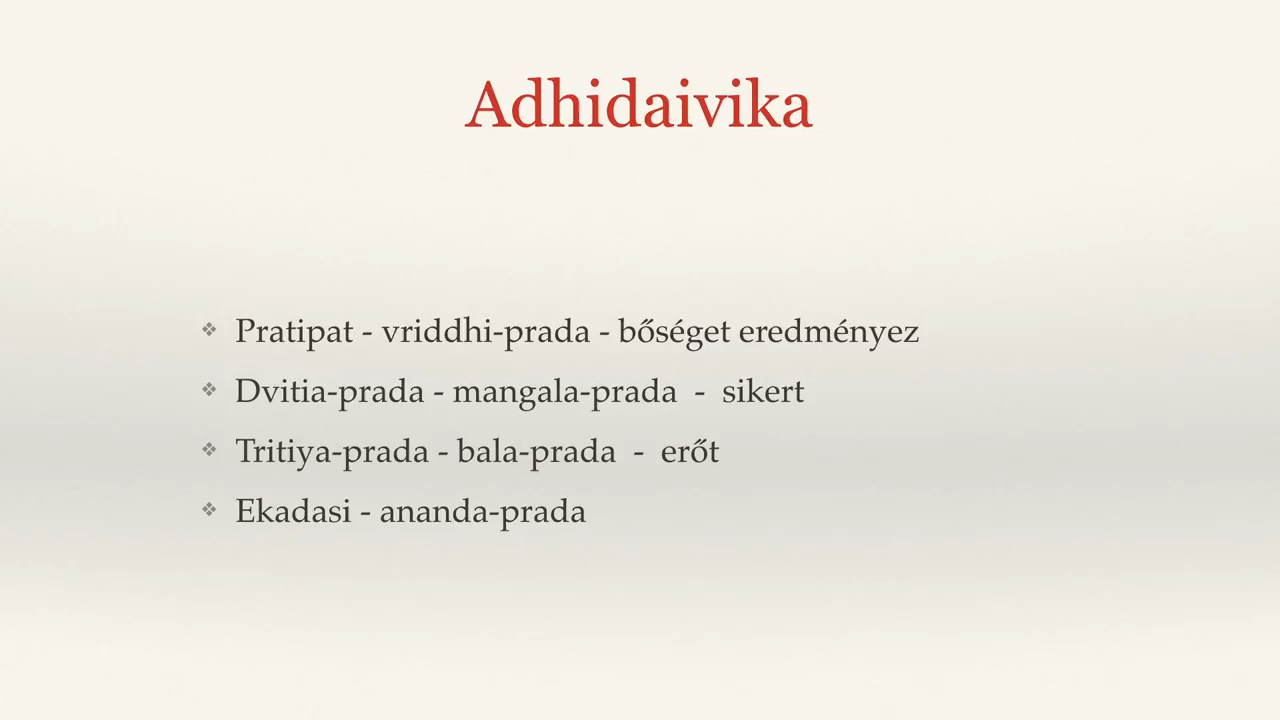 Adhidaivika
❖ Pratipat - vriddhi-prada - bőséget eredményez
❖ Dvitia-prada - mangala-prada - sikert
❖ Tritiya-prada - bala-prada - erőt
❖ Ekadasi - ananda-prada